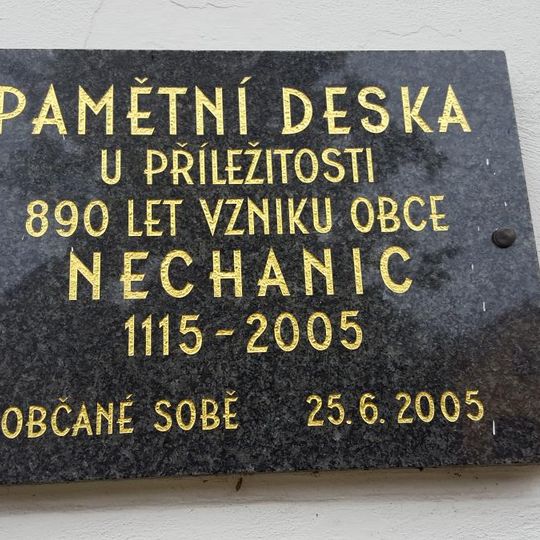 PAMĚTNÍ DESKA
U PŘÍLEŽITOSTI
890 LET VZNIKU OBCE
NECHANIC
1115 - 2005
OBČANÉ SOBĚ 25.6.2005